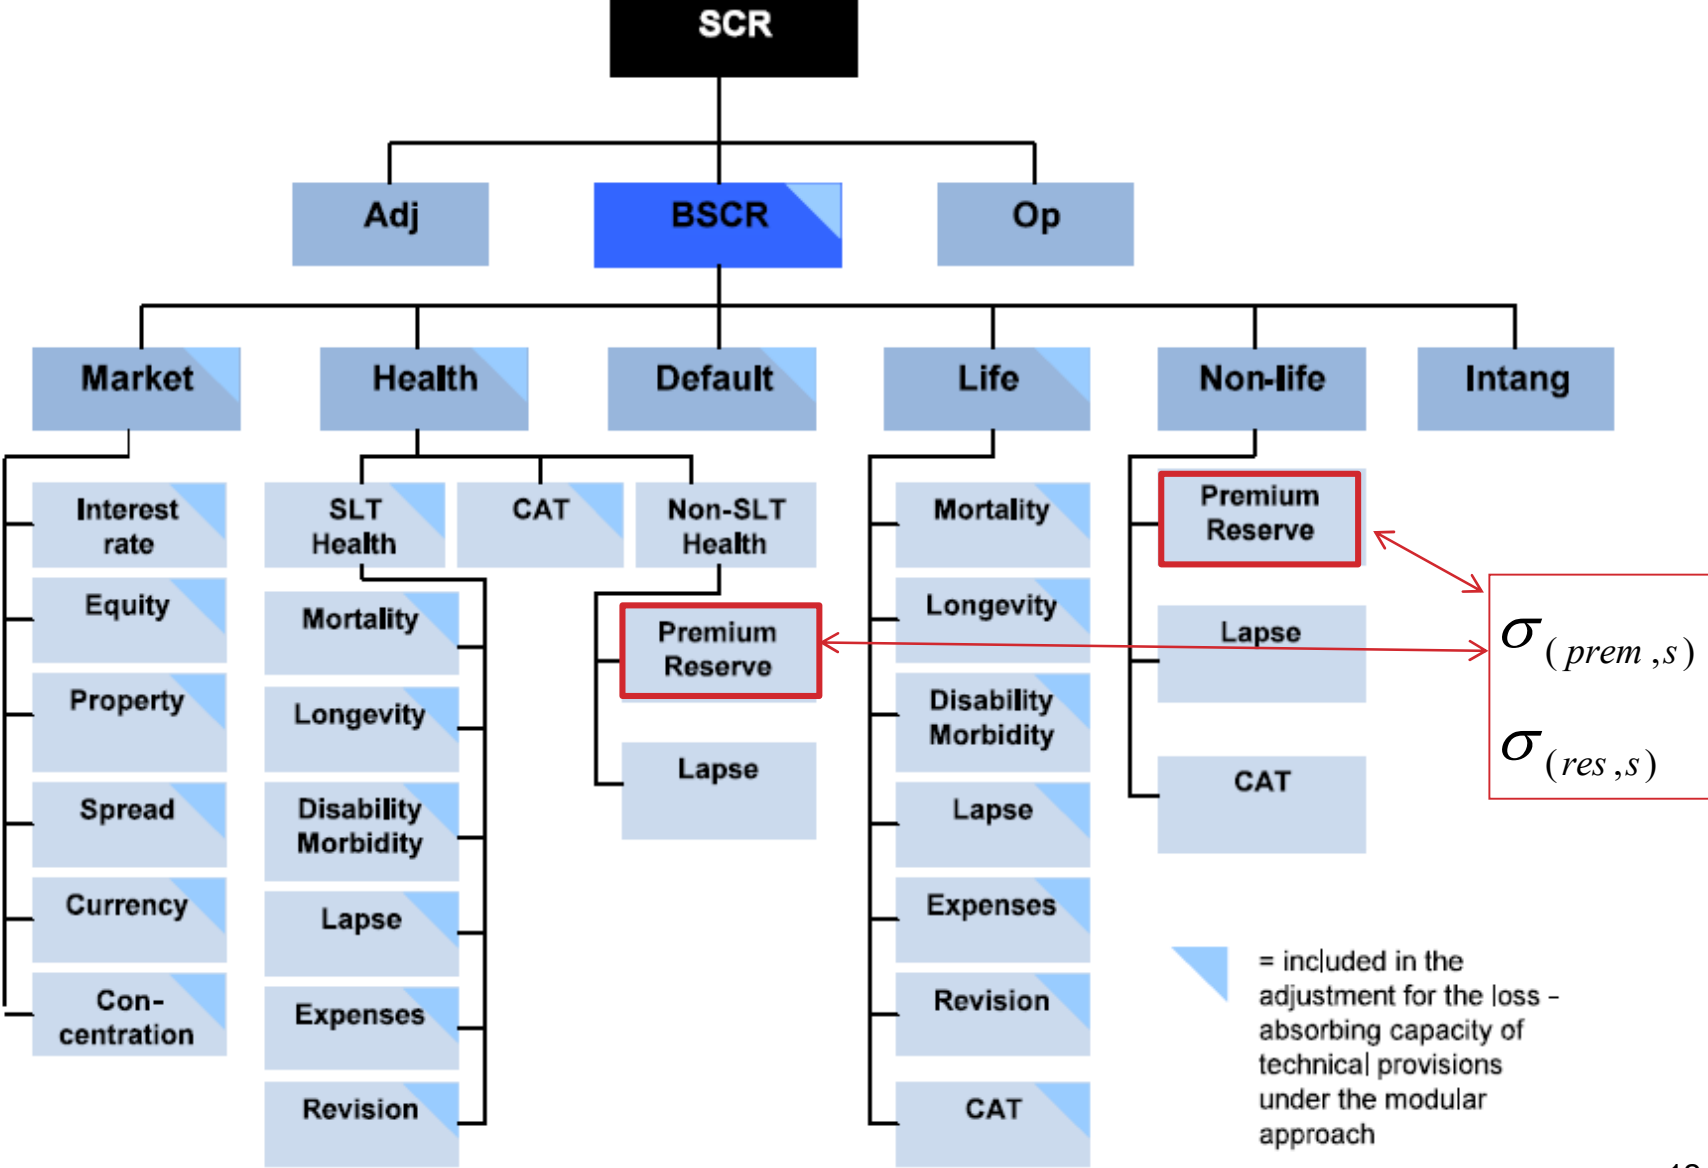 SCR
Adj
BSCR
Op
Market
Health
Default
Life
Non-life
Intang
Interest
rate
Equity
Property
Spread
Currency
Con-
centration
SLT
Health
CAT
Non-SLT
Health
Mortality
Longevity
Disability
Morbidity
Lapse
Expenses
Revision
Premium
Reserve
Lapse
Mortality
Longevity
Disability
Morbidity
Lapse
Expenses
Revision
CAT
Premium
Reserve
Lapse
CAT
σ (prem ,s)
σ (res ,s)
= included in the
adjustment for the loss -
absorbing capacity of
technical provisions
under the modular
approach